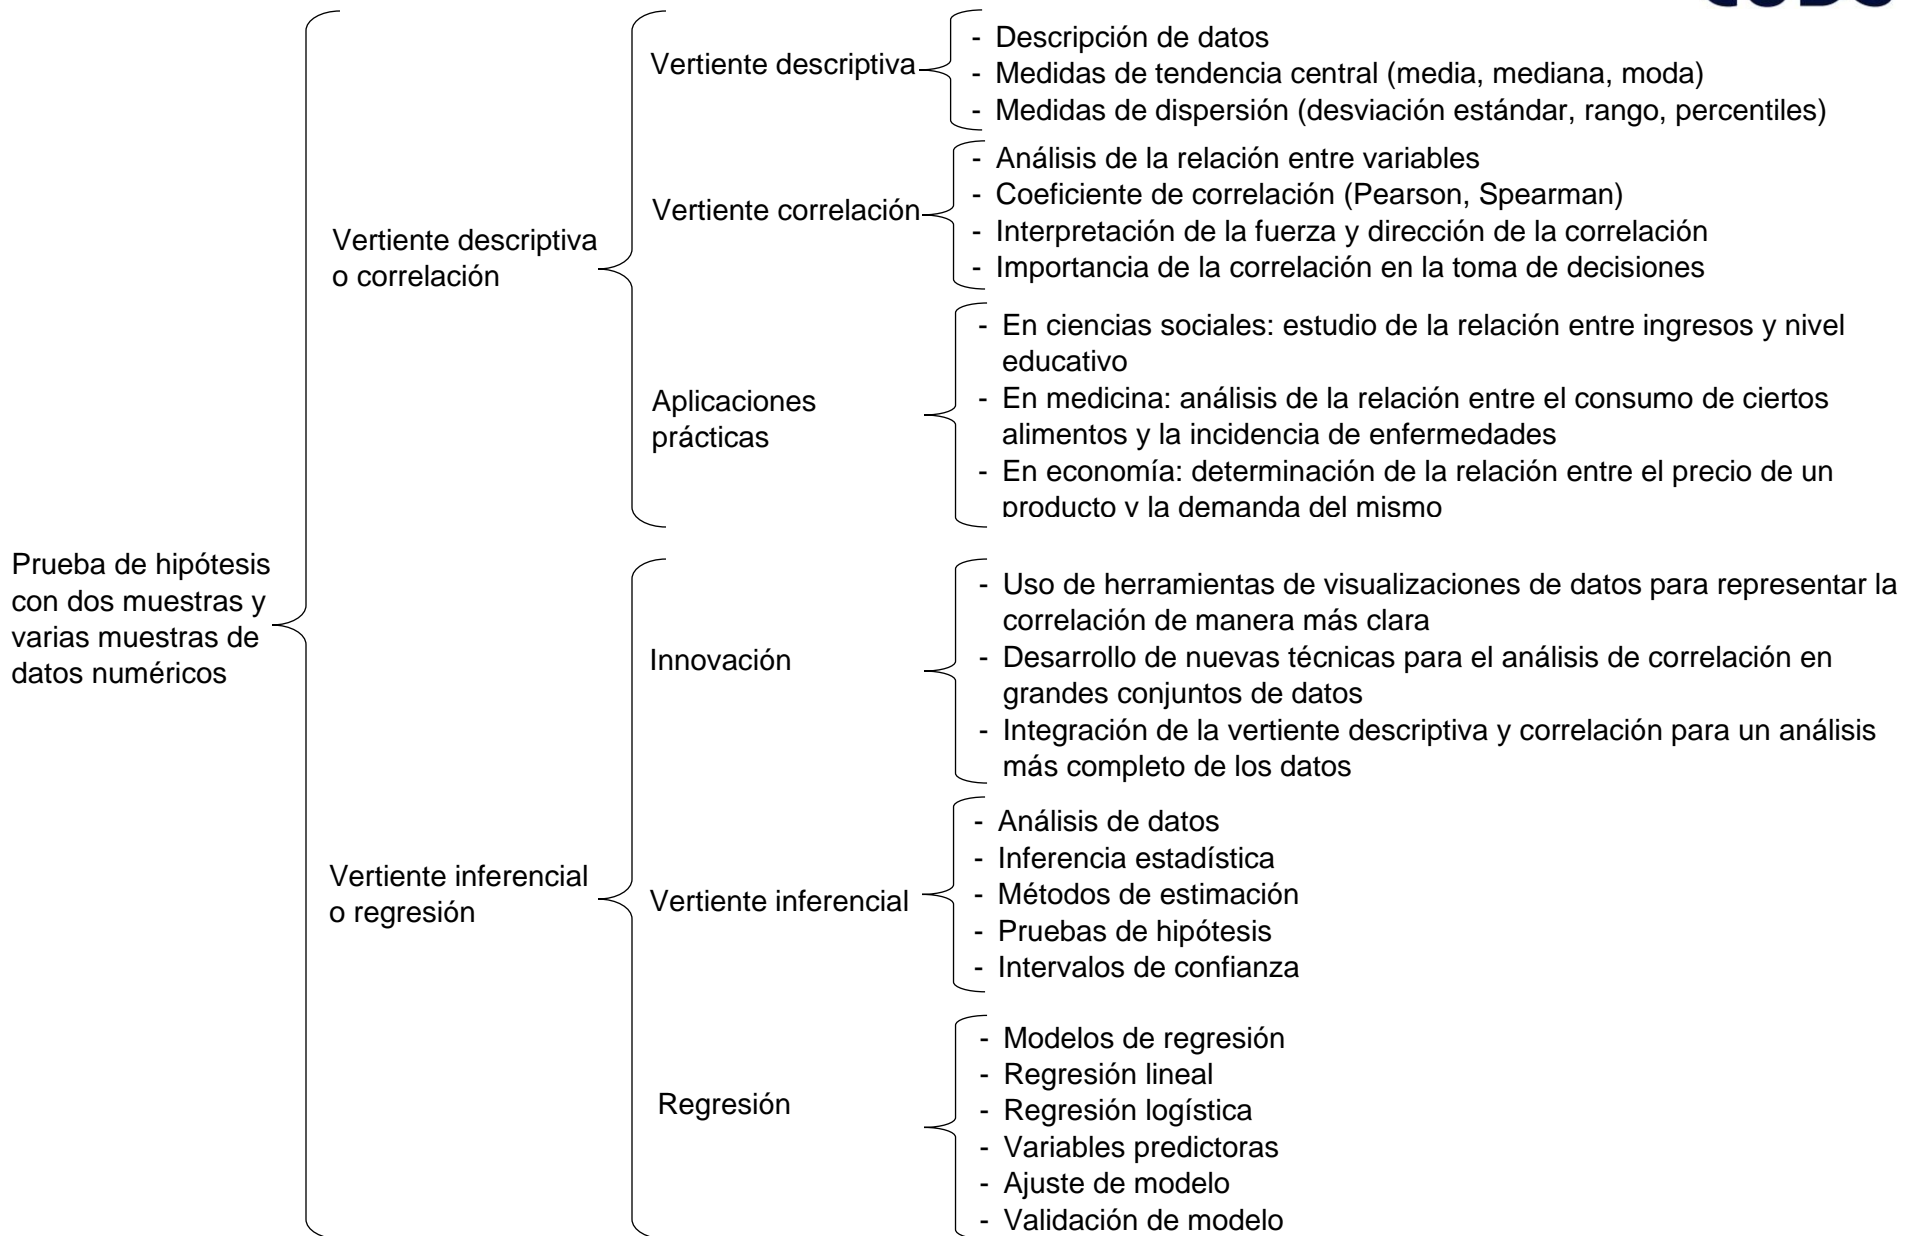 Prueba de hipótesis
con dos muestras y
varias muestras de
datos numéricos
Vertiente descriptiva
o correlación
Vertiente descriptiva
- Descripción de datos
- Medidas de tendencia central (media, mediana, moda)
- Medidas de dispersión (desviación estándar, rango, percentiles)
Vertiente correlación
- Análisis de la relación entre variables
- Coeficiente de correlación (Pearson, Spearman)
- Interpretación de la fuerza y dirección de la correlación
- Importancia de la correlación en la toma de decisiones
Aplicaciones
prácticas
- En ciencias sociales: estudio de la relación entre ingresos y nivel
educativo
- En medicina: análisis de la relación entre el consumo de ciertos
alimentos y la incidencia de enfermedades
- En economía: determinación de la relación entre el precio de un
producto y la demanda del mismo
Vertiente inferencial
o regresión
Innovación
- Uso de herramientas de visualizaciones de datos para representar la
correlación de manera más clara
- Desarrollo de nuevas técnicas para el análisis de correlación en
grandes conjuntos de datos
- Integración de la vertiente descriptiva y correlación para un análisis
más completo de los datos
Vertiente inferencial
- Análisis de datos
- Inferencia estadística
- Métodos de estimación
- Pruebas de hipótesis
- Intervalos de confianza
Regresión
- Modelos de regresión
- Regresión lineal
- Regresión logística
- Variables predictoras
- Ajuste de modelo
- Validación de modelo